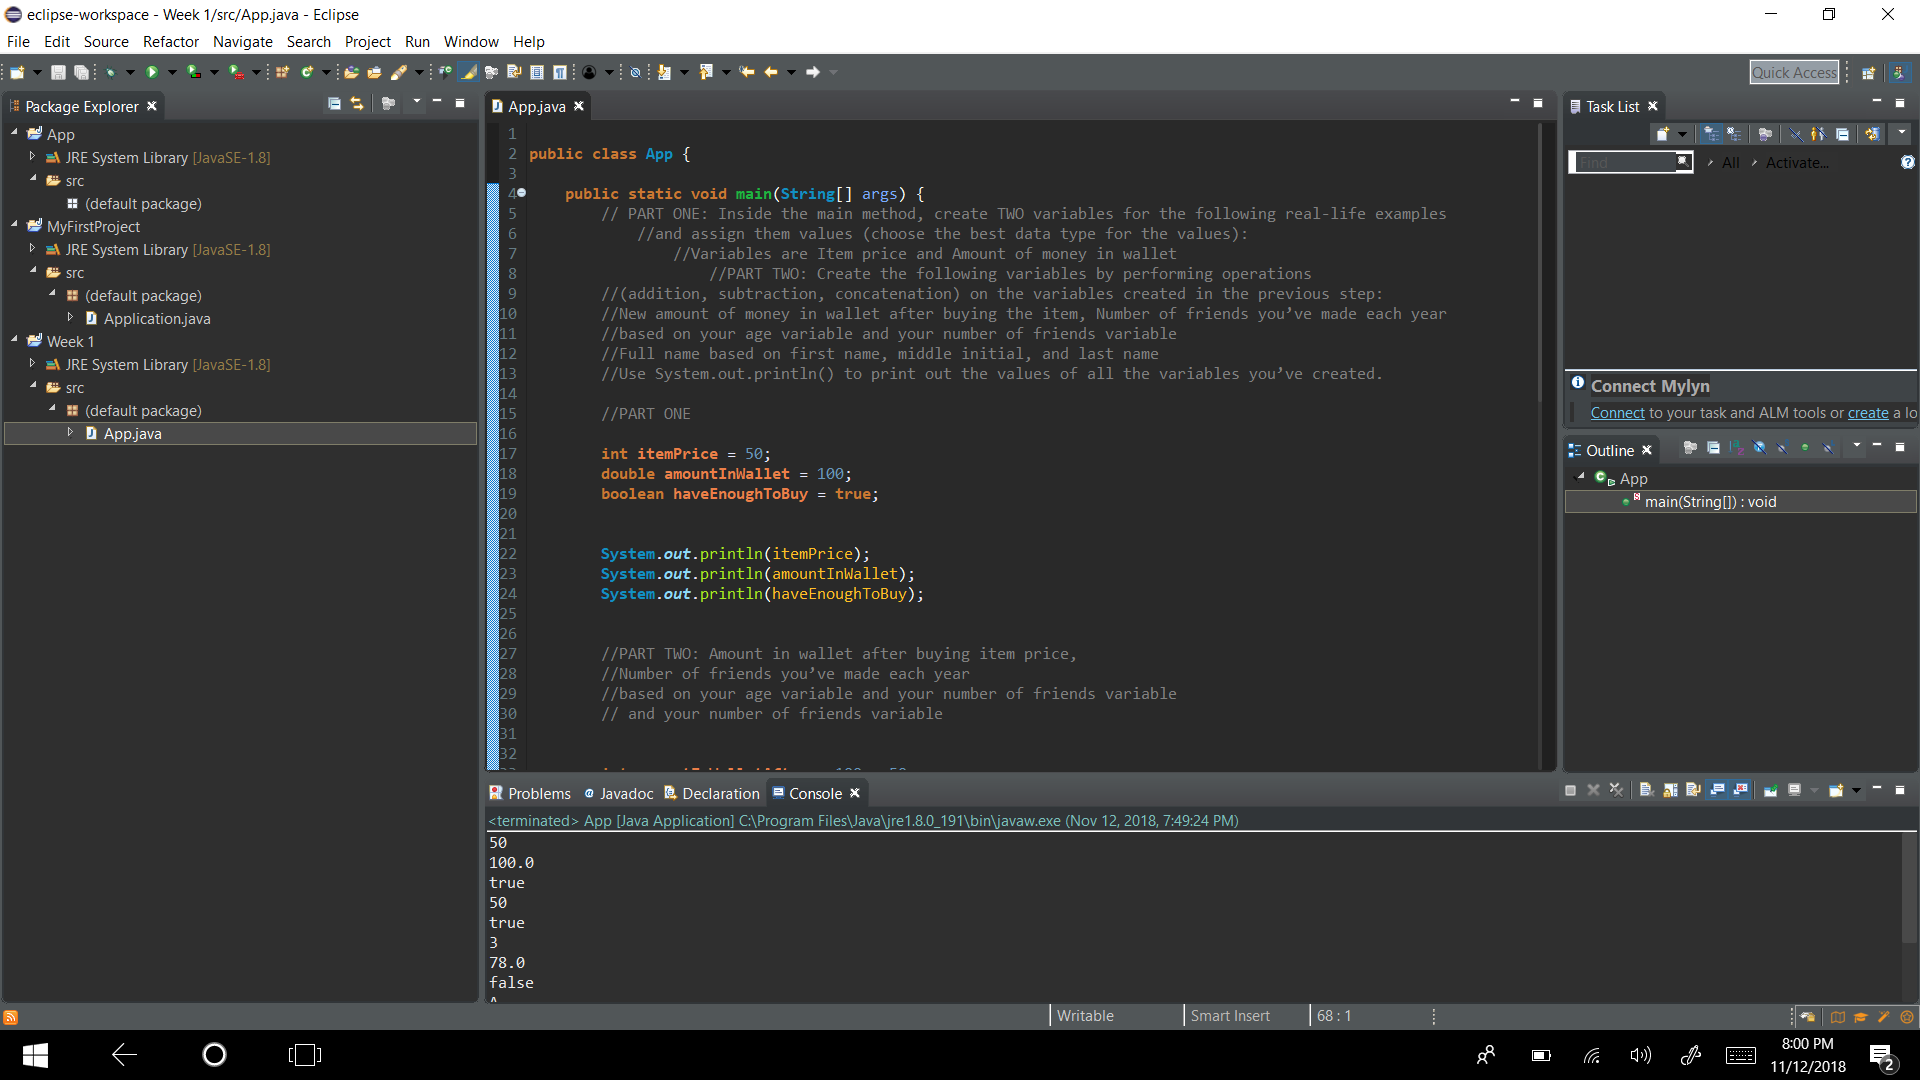 eclipse-workspace - Week 1/src/App.java - Eclipse
File Edit Source Refactor Navigate Search Project Run Window Help
Quick Access
Package Explorer
App
JRE System Library [JavaSE-1.8]
src
(default package)
MyFirstProject
JRE System Library [JavaSE-1.8]
src
(default package)
Application.java
Week 1
JRE System Library [JavaSE-1.8]
src
(default package)
App.java
App.java
1
2 public class App {
3
4 public static void main(String[] args) {
5 // PART ONE: Inside the main method, create TWO variables for the following real-life examples
6 //and assign them values (choose the best data type for the values):
7 //Variables are Item price and Amount of money in wallet
8 //PART TWO: Create the following variables by performing operations
9 //(addition, subtraction, concatenation) on the variables created in the previous step:
10 //New amount of money in wallet after buying the item, Number of friends you’ve made each year
11 //based on your age variable and your number of friends variable
12 //Full name based on first name, middle initial, and last name
13 //Use System.out.println() to print out the values of all the variables you’ve created.
14
15 //PART ONE
16
17 int itemPrice = 50;
18 double amountInWallet = 100;
19 boolean haveEnoughToBuy = true;
20
21
22 System.out.println(itemPrice);
23 System.out.println(amountInWallet);
24 System.out.println(haveEnoughToBuy);
25
26
27 //PART TWO: Amount in wallet after buying item price,
28 //Number of friends you’ve made each year
29 //based on your age variable and your number of friends variable
30 // and your number of friends variable
31
32
Task List
Find All Activate...
Connect Mylyn
Connect to your task and ALM tools or create a lo
Outline
App
main(String[]) : void
Problems Javadoc Declaration Console
<terminated> App [Java Application] C:\Program Files\Java\jre1.8.0_191\bin\javaw.exe (Nov 12, 2018, 7:49:24 PM)
50
100.0
true
50
true
3
78.0
false
Writable Smart Insert 68 : 1
8:00 PM
11/12/2018
2